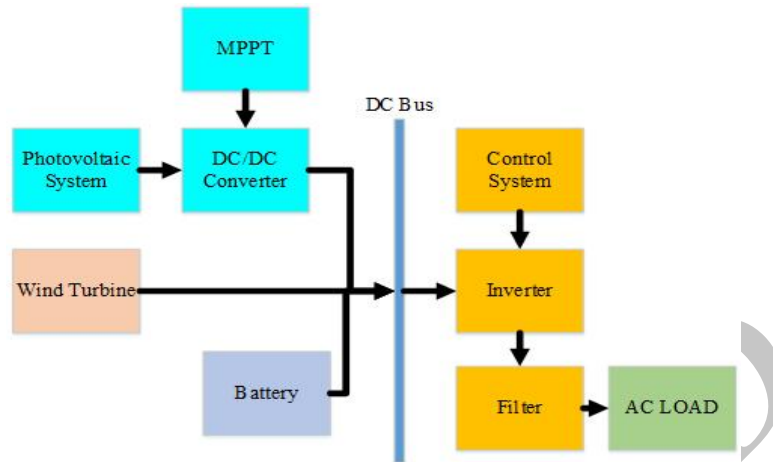 MPPT
DC Bus
Photovoltaic
System
DC/DC
Converter
Control
System
Wind Turbine
Inverter
Battery
Filter
AC LOAD